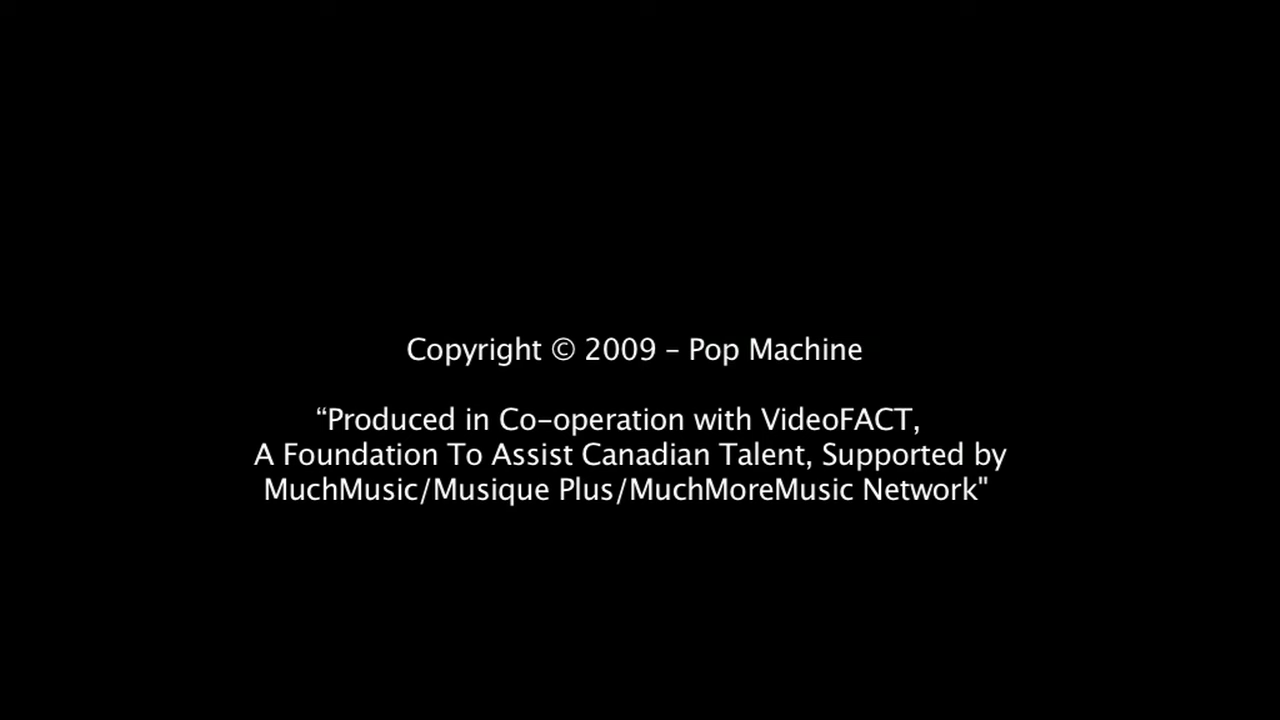 Copyright © 2009 – Pop Machine
“Produced in Co-operation with VideoFACT,
A Foundation To Assist Canadian Talent, Supported by
MuchMusic/Musique Plus/MuchMoreMusic Network"